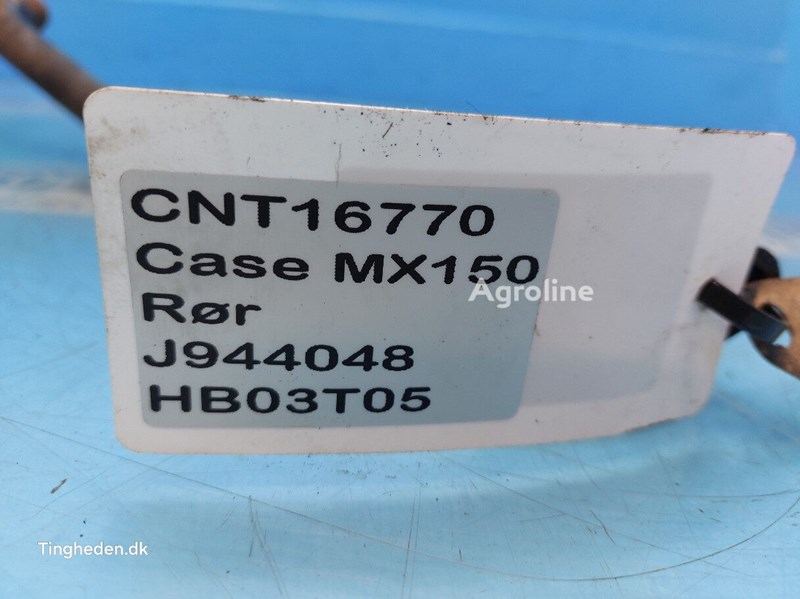 CNT16770
Case MX150
Agroline
Rør
J944048
HB03T05
Tingheden.dk